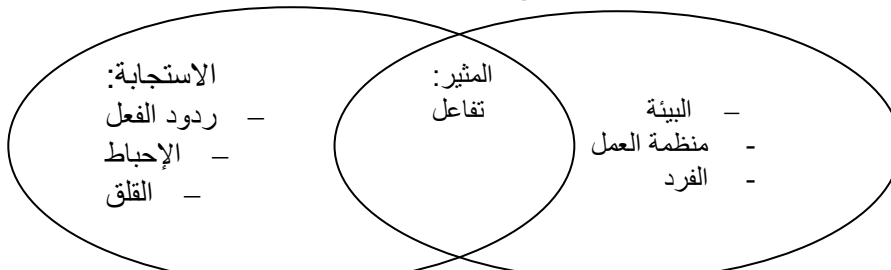 – البيئة
- منظمة العمل
- الفرد
المثير:
تفاعل
الاستجابة:
– ردود الفعل
– الإحباط
– القلق